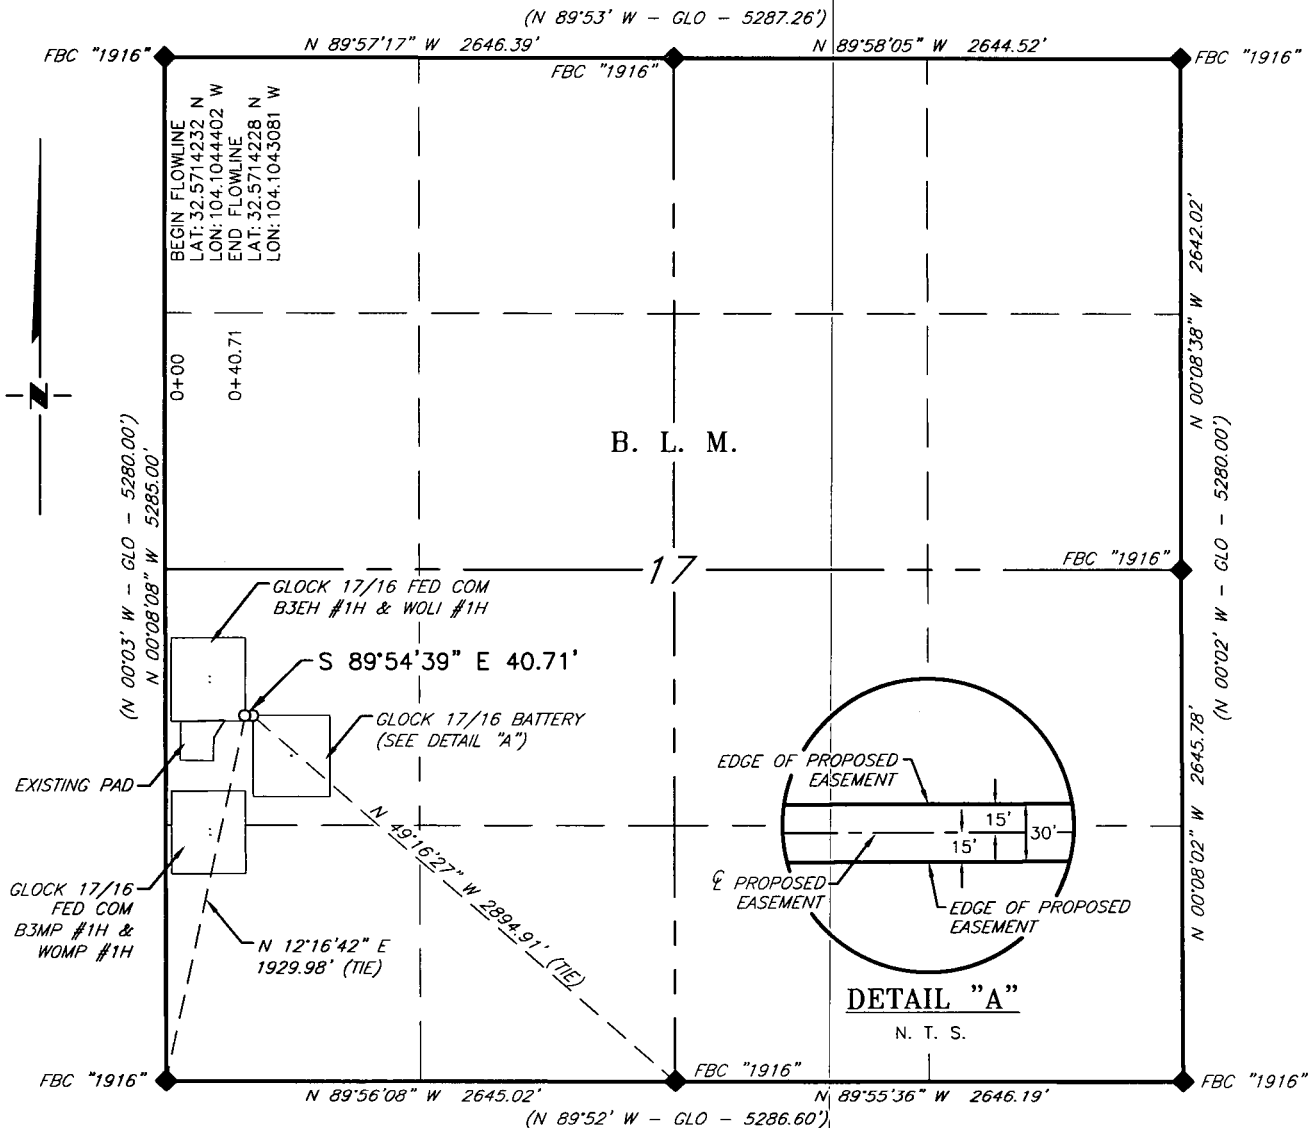 (N 89°53' W - GLO - 5287.26')
N 89°57'17" W 2646.39'
N 89°58'05" W 2644.52'
FBC "1916"
FBC "1916"
FBC "1916"
BEGIN FLOWLINE
LAT: 32.5714232 N
LON: 104.1044402 W
END FLOWLINE
LAT: 32.5714228 N
LON: 104.1043081 W
0+00
0+40.71
N
N 00°08'38" W 2642.02'
(N 00°03' W - GLO - 5280.00')
N 00°08'08" W 5285.00'
B. L. M.
(N 00°02' W - GLO - 5280.00')
FBC "1916"
17
GLOCK 17/16 FED COM
B3EH #1H & WOLI #1H
S 89°54'39" E 40.71'
GLOCK 17/16 BATTERY
(SEE DETAIL "A")
EXISTING PAD
N 49°16'27" W 2894.91' (TIE)
GLOCK 17/16
FED COM
B3MP #1H &
WOMP #1H
N 12°16'42" E
1929.98' (TIE)
EDGE OF PROPOSED
EASEMENT
15'
15'
30'
℄ PROPOSED
EASEMENT
EDGE OF PROPOSED
EASEMENT
N 00°08'02" W 2645.78'
DETAIL "A"
N. T. S.
FBC "1916"
FBC "1916"
FBC "1916"
N 89°56'08" W 2645.02'
N 89°55'36" W 2646.19'
(N 89°52' W - GLO - 5286.60')